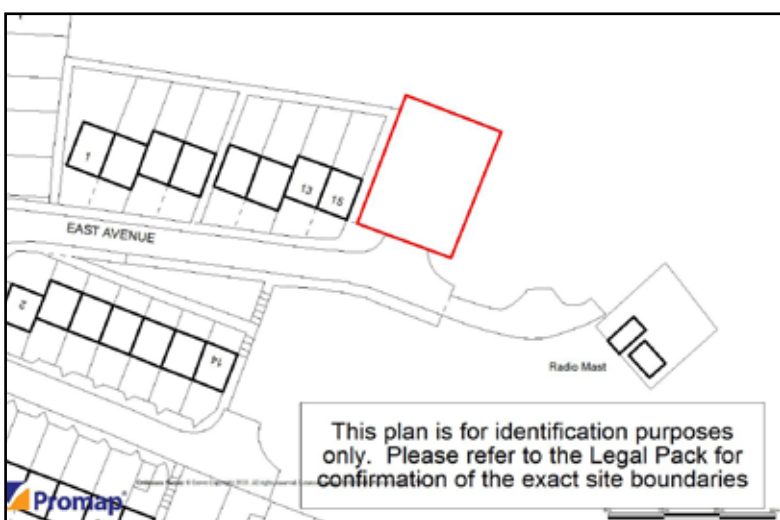 1
13
15
EAST AVENUE
2
14
Radio Mast
This plan is for identification purposes
only. Please refer to the Legal Pack for
confirmation of the exact site boundaries
Promap